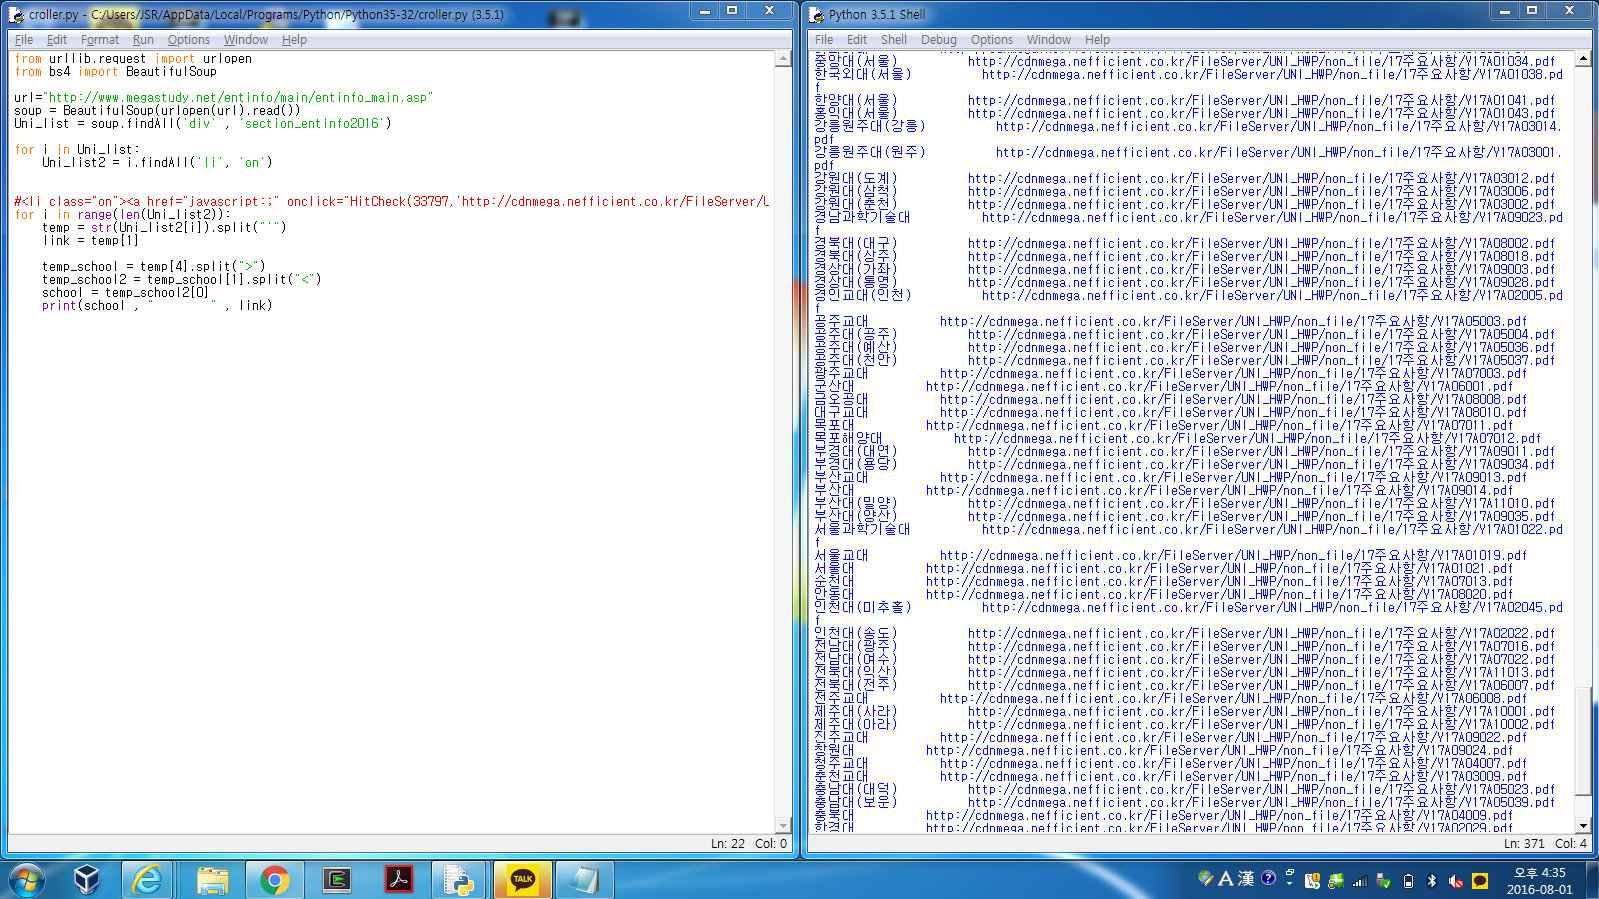 croller.py - C:/Users/JSR/AppData/Local/Programs/Python/Python35-32/croller.py (3.5.1)
File Edit Format Run Options Window Help
from urllib.request import urlopen
from bs4 import BeautifulSoup
url="http://www.megastudy.net/entinfo/main/entinfo_main.asp"
soup = BeautifulSoup(urlopen(url).read())
Uni_list = soup.findAll('div' , 'section_entinfo2016')
for i in Uni_list:
    Uni_list2 = i.findAll('li', 'on')
#<li class="on"><a href="javascript:;" onclick="HitCheck(33797,'http://cdnmega.nefficient.co.kr/FileServer/L
for i in range(len(Uni_list2)):
    temp = str(Uni_list2[i]).split("'")
    link = temp[1]
    temp_school = temp[4].split(">")
    temp_school2 = temp_school[1].split("<")
    school = temp_school2[0]
    print(school , "        " , link)
Ln: 22 Col: 0
Python 3.5.1 Shell
File Edit Shell Debug Options Window Help
중앙대(서울) http://cdnmega.nefficient.co.kr/FileServer/UNI_HWP/non_file/17주요사항/Y17A01034.pdf
한국외대(서울) http://cdnmega.nefficient.co.kr/FileServer/UNI_HWP/non_file/17주요사항/Y17A01038.pd
f
한양대(서울) http://cdnmega.nefficient.co.kr/FileServer/UNI_HWP/non_file/17주요사항/Y17A01041.pdf
홍익대(서울) http://cdnmega.nefficient.co.kr/FileServer/UNI_HWP/non_file/17주요사항/Y17A01043.pdf
강릉원주대(강릉) http://cdnmega.nefficient.co.kr/FileServer/UNI_HWP/non_file/17주요사항/Y17A03014.
pdf
강릉원주대(원주) http://cdnmega.nefficient.co.kr/FileServer/UNI_HWP/non_file/17주요사항/Y17A03001.
pdf
강원대(도계) http://cdnmega.nefficient.co.kr/FileServer/UNI_HWP/non_file/17주요사항/Y17A03012.pdf
강원대(삼척) http://cdnmega.nefficient.co.kr/FileServer/UNI_HWP/non_file/17주요사항/Y17A03006.pdf
강원대(춘천) http://cdnmega.nefficient.co.kr/FileServer/UNI_HWP/non_file/17주요사항/Y17A03002.pdf
경남과학기술대 http://cdnmega.nefficient.co.kr/FileServer/UNI_HWP/non_file/17주요사항/Y17A09023.pd
f
경북대(대구) http://cdnmega.nefficient.co.kr/FileServer/UNI_HWP/non_file/17주요사항/Y17A08002.pdf
경북대(상주) http://cdnmega.nefficient.co.kr/FileServer/UNI_HWP/non_file/17주요사항/Y17A08018.pdf
경상대(가좌) http://cdnmega.nefficient.co.kr/FileServer/UNI_HWP/non_file/17주요사항/Y17A09003.pdf
경상대(통영) http://cdnmega.nefficient.co.kr/FileServer/UNI_HWP/non_file/17주요사항/Y17A09028.pdf
경인교대(인천) http://cdnmega.nefficient.co.kr/FileServer/UNI_HWP/non_file/17주요사항/Y17A02005.pd
f
공주교대 http://cdnmega.nefficient.co.kr/FileServer/UNI_HWP/non_file/17주요사항/Y17A05003.pdf
공주대(공주) http://cdnmega.nefficient.co.kr/FileServer/UNI_HWP/non_file/17주요사항/Y17A05004.pdf
공주대(예산) http://cdnmega.nefficient.co.kr/FileServer/UNI_HWP/non_file/17주요사항/Y17A05036.pdf
공주대(천안) http://cdnmega.nefficient.co.kr/FileServer/UNI_HWP/non_file/17주요사항/Y17A05037.pdf
광주교대 http://cdnmega.nefficient.co.kr/FileServer/UNI_HWP/non_file/17주요사항/Y17A07003.pdf
군산대 http://cdnmega.nefficient.co.kr/FileServer/UNI_HWP/non_file/17주요사항/Y17A06001.pdf
금오공대 http://cdnmega.nefficient.co.kr/FileServer/UNI_HWP/non_file/17주요사항/Y17A08008.pdf
대구교대 http://cdnmega.nefficient.co.kr/FileServer/UNI_HWP/non_file/17주요사항/Y17A08010.pdf
목포대 http://cdnmega.nefficient.co.kr/FileServer/UNI_HWP/non_file/17주요사항/Y17A07011.pdf
목포해양대 http://cdnmega.nefficient.co.kr/FileServer/UNI_HWP/non_file/17주요사항/Y17A07012.pdf
부경대(대연) http://cdnmega.nefficient.co.kr/FileServer/UNI_HWP/non_file/17주요사항/Y17A09011.pdf
부경대(용당) http://cdnmega.nefficient.co.kr/FileServer/UNI_HWP/non_file/17주요사항/Y17A09034.pdf
부산교대 http://cdnmega.nefficient.co.kr/FileServer/UNI_HWP/non_file/17주요사항/Y17A09013.pdf
부산대 http://cdnmega.nefficient.co.kr/FileServer/UNI_HWP/non_file/17주요사항/Y17A09014.pdf
부산대(밀양) http://cdnmega.nefficient.co.kr/FileServer/UNI_HWP/non_file/17주요사항/Y17A11010.pdf
부산대(양산) http://cdnmega.nefficient.co.kr/FileServer/UNI_HWP/non_file/17주요사항/Y17A09035.pdf
서울과학기술대 http://cdnmega.nefficient.co.kr/FileServer/UNI_HWP/non_file/17주요사항/Y17A01022.pd
f
서울교대 http://cdnmega.nefficient.co.kr/FileServer/UNI_HWP/non_file/17주요사항/Y17A01019.pdf
서울대 http://cdnmega.nefficient.co.kr/FileServer/UNI_HWP/non_file/17주요사항/Y17A01021.pdf
순천대 http://cdnmega.nefficient.co.kr/FileServer/UNI_HWP/non_file/17주요사항/Y17A07013.pdf
안동대 http://cdnmega.nefficient.co.kr/FileServer/UNI_HWP/non_file/17주요사항/Y17A08020.pdf
인천대(미추홀) http://cdnmega.nefficient.co.kr/FileServer/UNI_HWP/non_file/17주요사항/Y17A02045.pd
f
인천대(송도) http://cdnmega.nefficient.co.kr/FileServer/UNI_HWP/non_file/17주요사항/Y17A02022.pdf
전남대(광주) http://cdnmega.nefficient.co.kr/FileServer/UNI_HWP/non_file/17주요사항/Y17A07016.pdf
전남대(여수) http://cdnmega.nefficient.co.kr/FileServer/UNI_HWP/non_file/17주요사항/Y17A07022.pdf
전북대(익산) http://cdnmega.nefficient.co.kr/FileServer/UNI_HWP/non_file/17주요사항/Y17A11013.pdf
전북대(전주) http://cdnmega.nefficient.co.kr/FileServer/UNI_HWP/non_file/17주요사항/Y17A06007.pdf
전주교대 http://cdnmega.nefficient.co.kr/FileServer/UNI_HWP/non_file/17주요사항/Y17A06008.pdf
제주대(사라) http://cdnmega.nefficient.co.kr/FileServer/UNI_HWP/non_file/17주요사항/Y17A10001.pdf
제주대(아라) http://cdnmega.nefficient.co.kr/FileServer/UNI_HWP/non_file/17주요사항/Y17A10002.pdf
진주교대 http://cdnmega.nefficient.co.kr/FileServer/UNI_HWP/non_file/17주요사항/Y17A09022.pdf
창원대 http://cdnmega.nefficient.co.kr/FileServer/UNI_HWP/non_file/17주요사항/Y17A09024.pdf
청주교대 http://cdnmega.nefficient.co.kr/FileServer/UNI_HWP/non_file/17주요사항/Y17A04007.pdf
춘천교대 http://cdnmega.nefficient.co.kr/FileServer/UNI_HWP/non_file/17주요사항/Y17A03009.pdf
충남대(대덕) http://cdnmega.nefficient.co.kr/FileServer/UNI_HWP/non_file/17주요사항/Y17A05023.pdf
충남대(보운) http://cdnmega.nefficient.co.kr/FileServer/UNI_HWP/non_file/17주요사항/Y17A05039.pdf
충북대 http://cdnmega.nefficient.co.kr/FileServer/UNI_HWP/non_file/17주요사항/Y17A04009.pdf
한경대 http://cdnmega.nefficient.co.kr/FileServer/UNI_HWP/non_file/17주요사항/Y17A02029.pdf
Ln: 371 Col: 4
TALK
A 漢
오후 4:35
2016-08-01